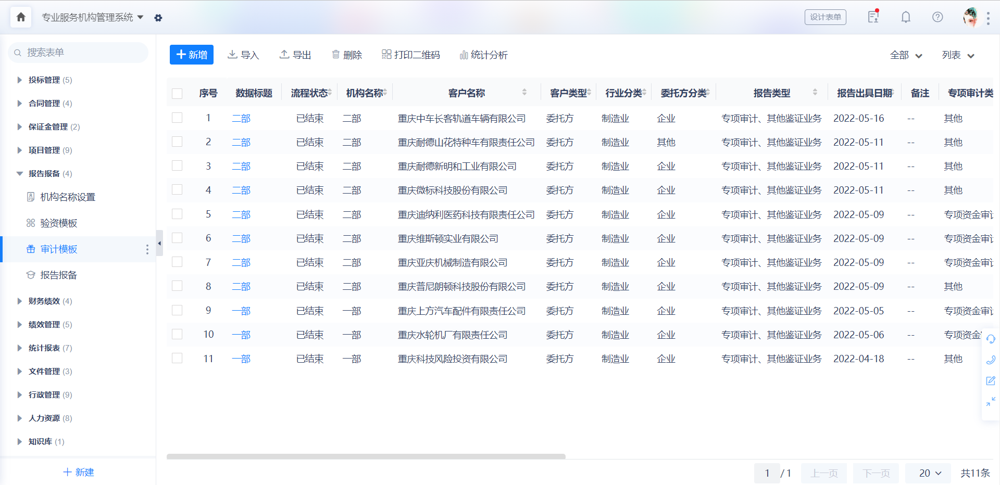 专业服务机构管理系统
设计表单
搜索表单
投标管理 (5)
合同管理 (4)
保证金管理 (2)
项目管理 (9)
报告报备 (4)
机构名称设置
验资模板
审计模板
报告报备
财务绩效 (4)
绩效管理 (5)
统计报表 (7)
文件管理 (3)
行政管理 (9)
人力资源 (8)
知识库 (1)
新建
新增 导入 导出 删除 打印二维码 统计分析 全部 列表
序号 数据标题 流程状态 机构名称 客户名称 客户类型 行业分类 委托方分类 报告类型 报告出具日期 备注 专项审计类
1 二部 已结束 二部 重庆中车长客轨道车辆有限公司 委托方 制造业 企业 专项审计、其他鉴证业务 2022-05-16 -- 其他
2 二部 已结束 二部 重庆耐德山花特种车有限责任公司 委托方 制造业 其他 专项审计、其他鉴证业务 2022-05-11 -- 其他
3 二部 已结束 二部 重庆耐德新明和工业有限公司 委托方 制造业 企业 专项审计、其他鉴证业务 2022-05-11 -- 其他
4 二部 已结束 二部 重庆微标科技股份有限公司 委托方 制造业 企业 专项审计、其他鉴证业务 2022-05-11 -- 其他
5 二部 已结束 二部 重庆迪纳利医药科技有限责任公司 委托方 制造业 企业 专项审计、其他鉴证业务 2022-05-09 -- 专项资金审计
6 二部 已结束 二部 重庆维斯顿实业有限公司 委托方 制造业 企业 专项审计、其他鉴证业务 2022-05-09 -- 专项资金审计
7 二部 已结束 二部 重庆亚庆机械制造有限公司 委托方 制造业 企业 专项审计、其他鉴证业务 2022-05-09 -- 专项资金审计
8 二部 已结束 二部 重庆普尼朗顿科技股份有限公司 委托方 制造业 企业 专项审计、其他鉴证业务 2022-05-09 -- 其他
9 一部 已结束 一部 重庆上方汽车配件有限责任公司 委托方 制造业 企业 专项审计、其他鉴证业务 2022-05-05 -- 专项资金审计
10 一部 已结束 一部 重庆水轮机厂有限责任公司 委托方 制造业 企业 专项审计、其他鉴证业务 2022-05-06 -- 专项资金
11 一部 已结束 一部 重庆科技风险投资有限公司 委托方 制造业 企业 专项审计、其他鉴证业务 2022-04-18 -- 其他
1 / 1 上一页 下一页 20 共11条